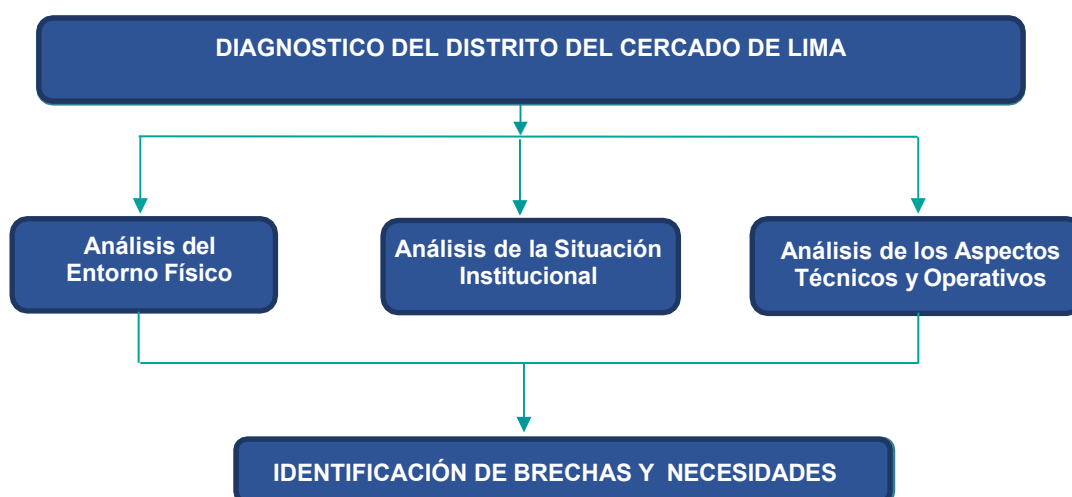 DIAGNOSTICO DEL DISTRITO DEL CERCADO DE LIMA
Análisis del
Entorno Físico
Análisis de la Situación
Institucional
Análisis de los Aspectos
Técnicos y Operativos
IDENTIFICACIÓN DE BRECHAS Y NECESIDADES